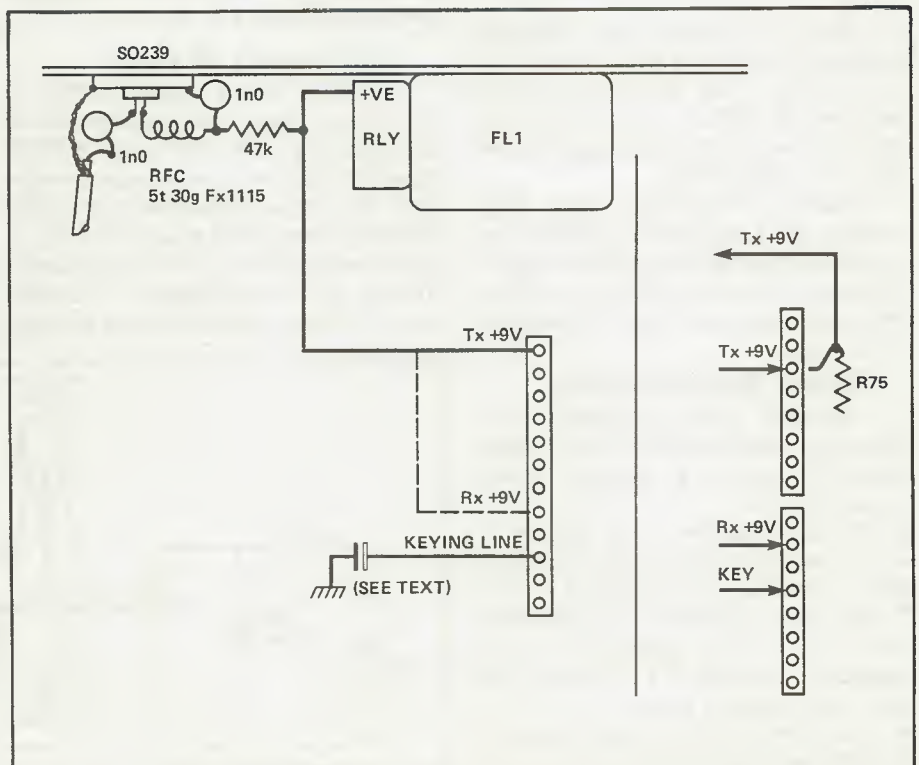 SO239
1n0
+VE
RLY
FL1
47k
1n0
RFC
5t 30g Fx1115
Tx +9V
Tx +9V
Tx +9V
R75
Rx +9V
Rx +9V
KEYING LINE
KEY
(SEE TEXT)